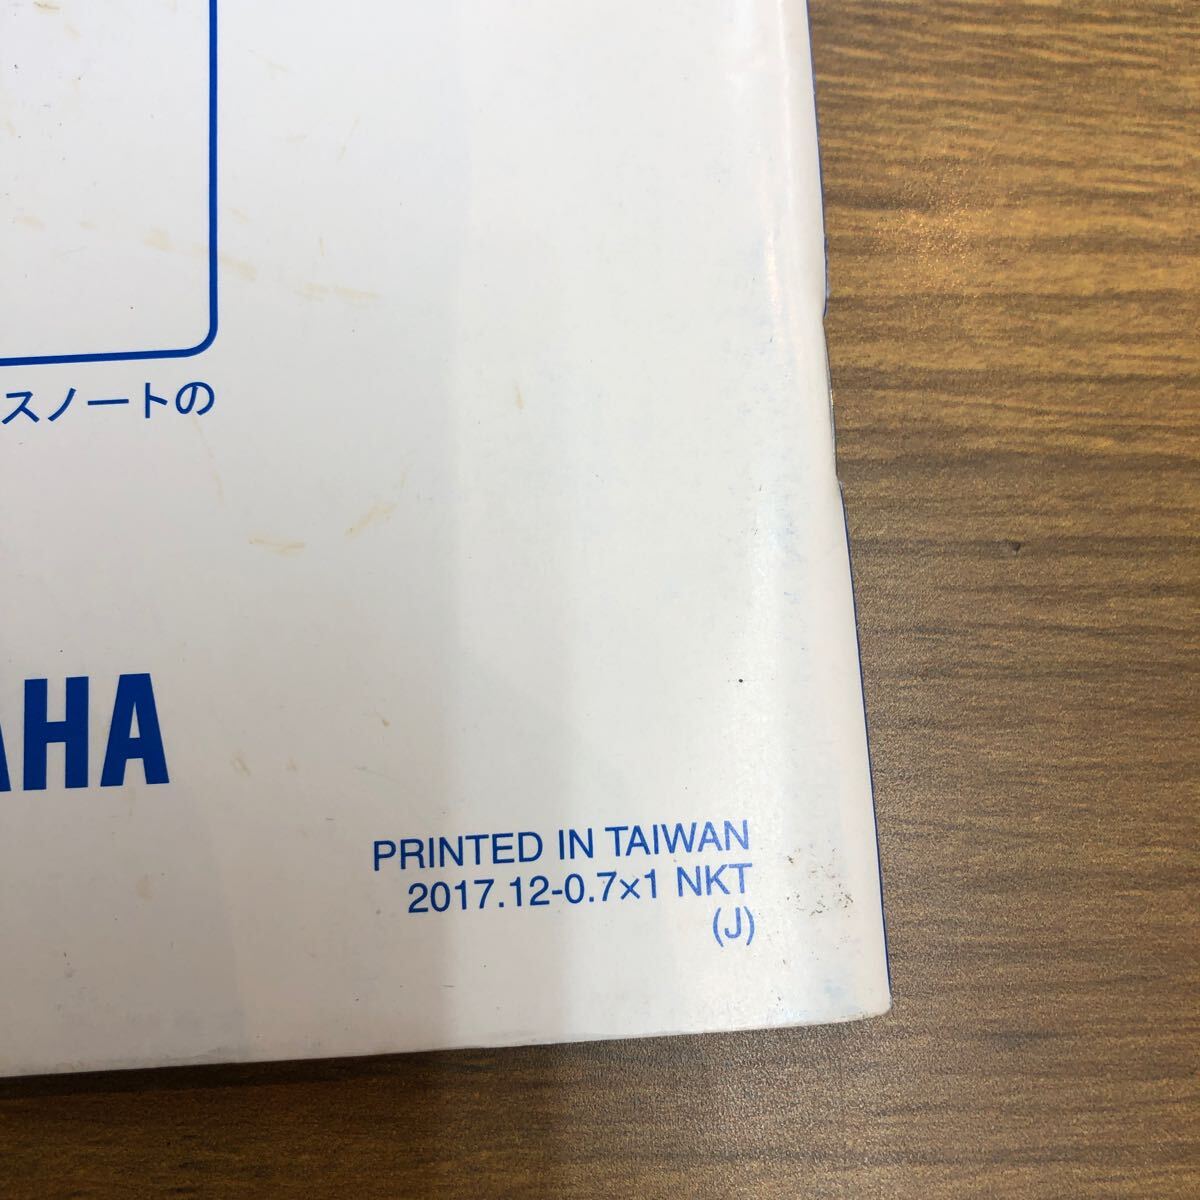 スノートの
AHA
PRINTED IN TAIWAN
2017.12-0.7×1 NKT
(J)